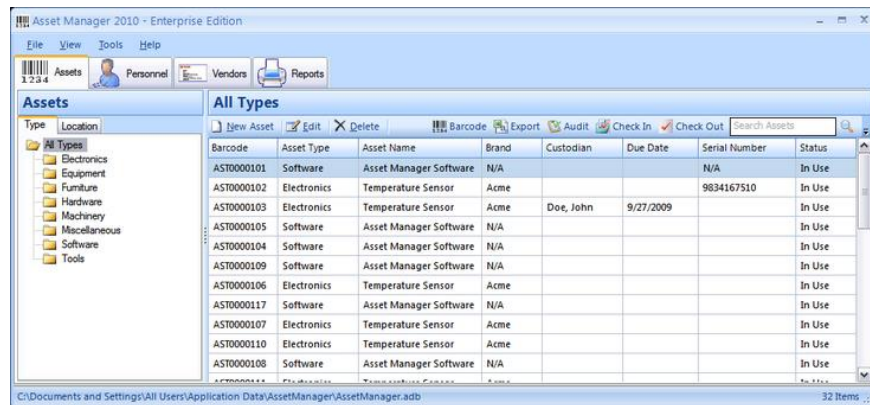 Asset Manager 2010 - Enterprise Edition
File View Tools Help
1234 Assets Personnel Vendors Reports
Assets
All Types
Type Location
New Asset Edit Delete Barcode Export Audit Check In Check Out Search Assets
All Types
Electronics
Equipment
Furniture
Hardware
Machinery
Miscellaneous
Software
Tools
Barcode Asset Type Asset Name Brand Custodian Due Date Serial Number Status
AST0000101 Software Asset Manager Software N/A N/A In Use
AST0000102 Electronics Temperature Sensor Acme 9834167510 In Use
AST0000103 Electronics Temperature Sensor Acme Doe, John 9/27/2009 In Use
AST0000105 Software Asset Manager Software N/A In Use
AST0000104 Software Asset Manager Software N/A In Use
AST0000109 Software Asset Manager Software N/A In Use
AST0000106 Electronics Temperature Sensor Acme In Use
AST0000117 Software Asset Manager Software N/A In Use
AST0000107 Electronics Temperature Sensor Acme In Use
AST0000110 Electronics Temperature Sensor Acme In Use
AST0000108 Software Asset Manager Software N/A In Use
C:\Documents and Settings\All Users\Application Data\AssetManager\AssetManager.adb 32 Items